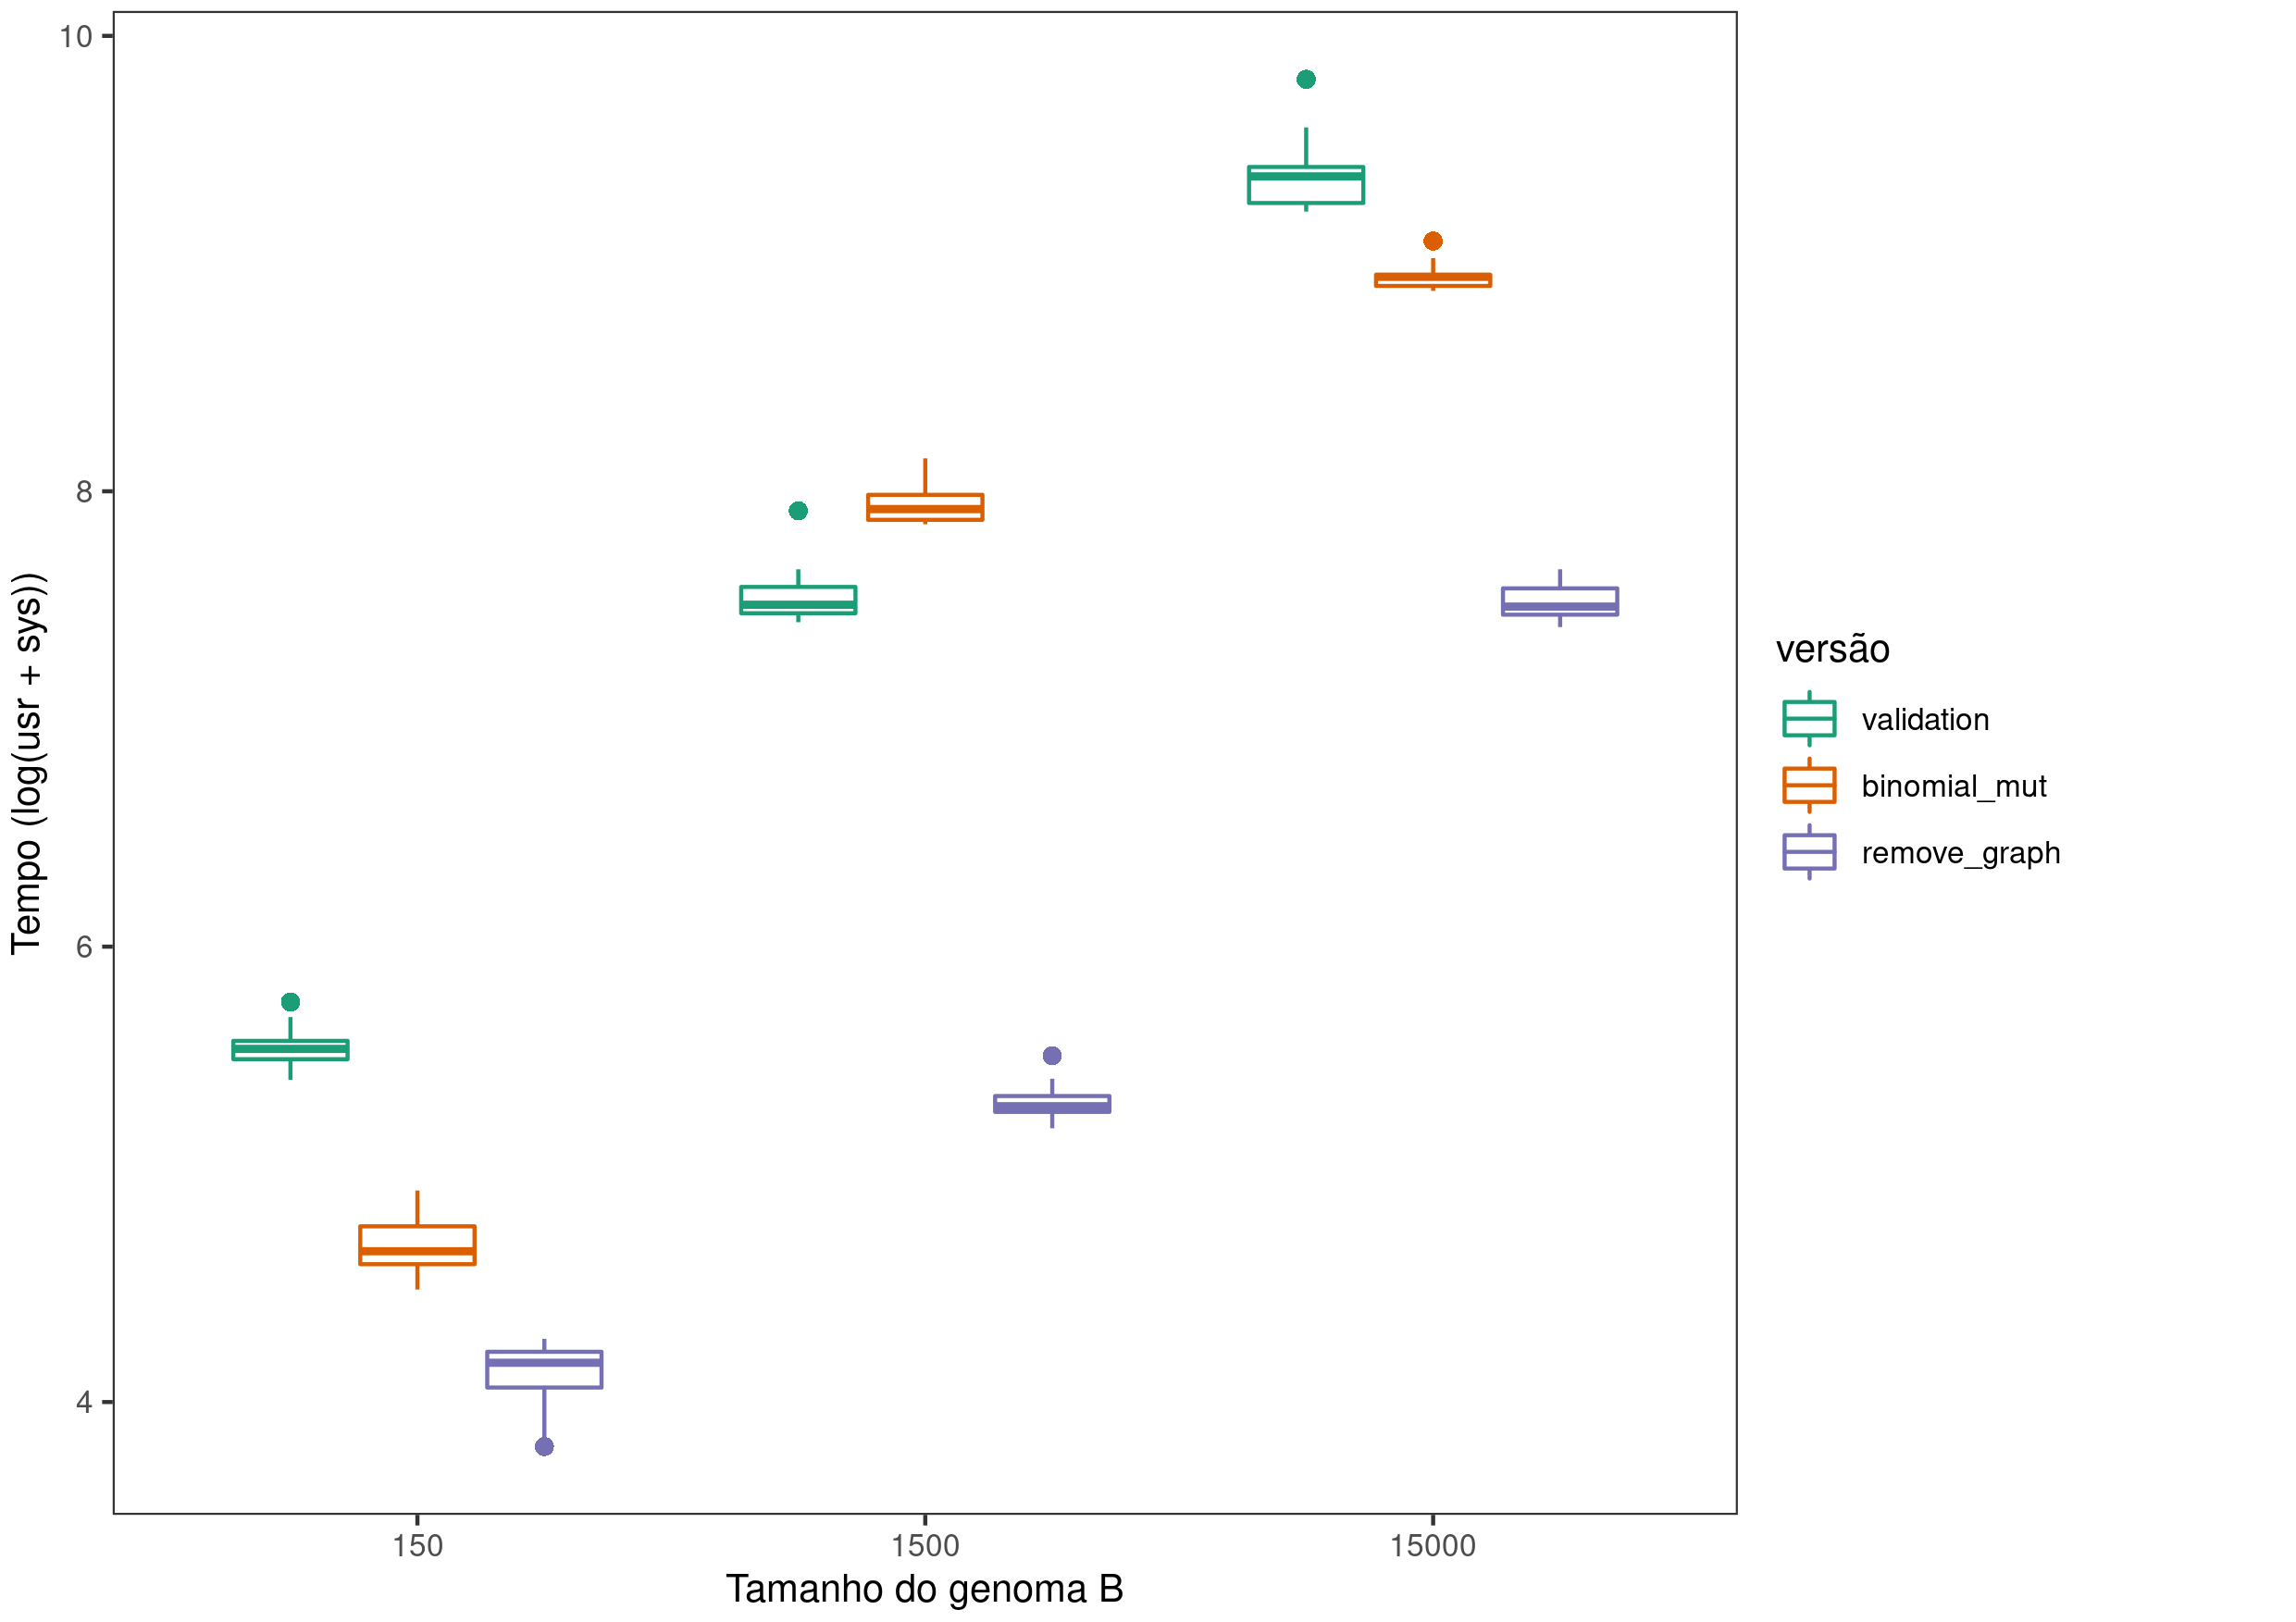 10
8
6
4
Tempo (log(usr + sys))
150
1500
15000
Tamanho do genoma B
versão
validation
binomial_mut
remove_graph